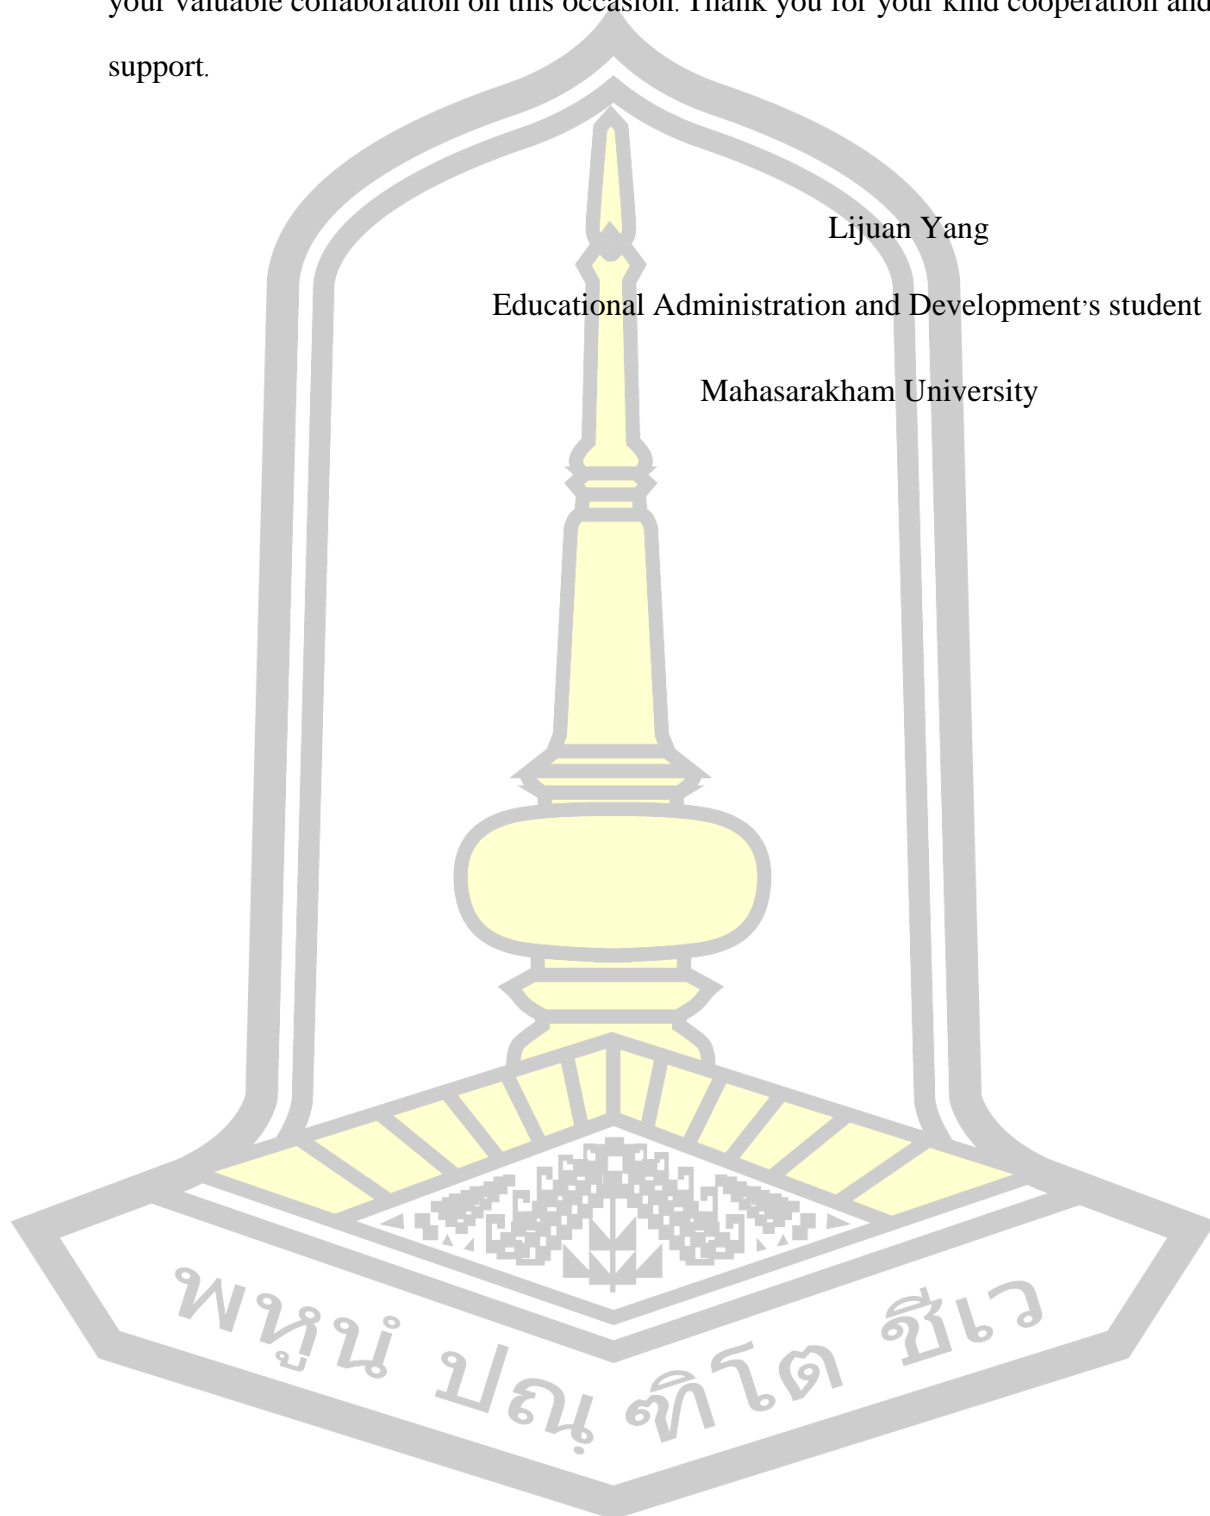 your valuable collaboration on this occasion. Thank you for your kind cooperation and
support.
Lijuan Yang
Educational Administration and Development's student
Mahasarakham University
พหูนํ ปณฺฑิโต ชีเว